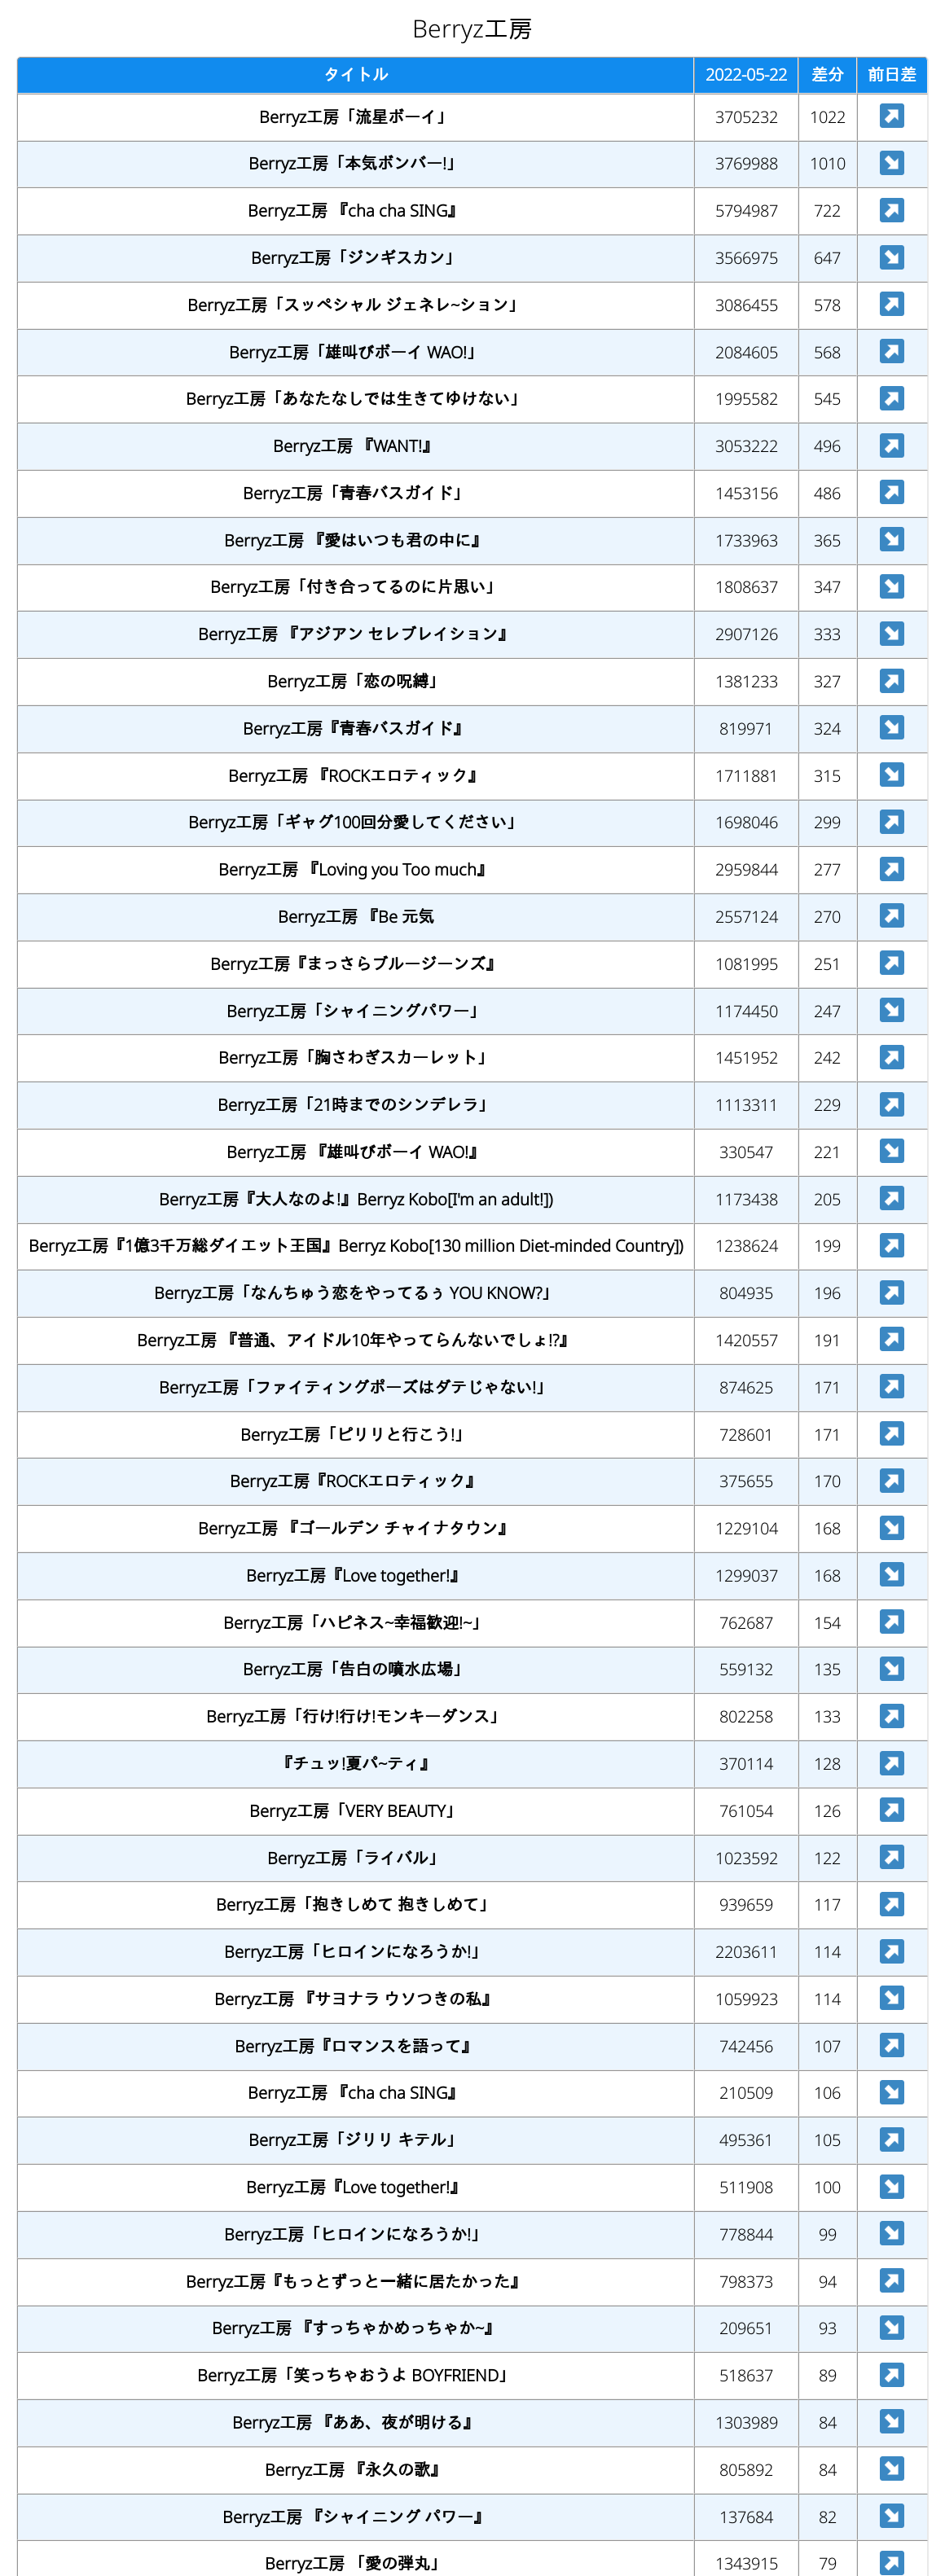 Berryz工房
タイトル 2022-05-22 差分 前日差
Berryz工房「流星ボーイ」 3705232 1022 ↗
Berryz工房「本気ボンバー!」 3769988 1010 ↘
Berryz工房 『cha cha SING』 5794987 722 ↗
Berryz工房「ジンギスカン」 3566975 647 ↘
Berryz工房「スッペシャル ジェネレ~ション」 3086455 578 ↗
Berryz工房「雄叫びボーイ WAO!」 2084605 568 ↗
Berryz工房「あなたなしでは生きてゆけない」 1995582 545 ↗
Berryz工房 『WANT!』 3053222 496 ↗
Berryz工房「青春バスガイド」 1453156 486 ↗
Berryz工房 『愛はいつも君の中に』 1733963 365 ↘
Berryz工房「付き合ってるのに片思い」 1808637 347 ↘
Berryz工房 『アジアン セレブレイション』 2907126 333 ↘
Berryz工房「恋の呪縛」 1381233 327 ↗
Berryz工房『青春バスガイド』 819971 324 ↘
Berryz工房 『ROCKエロティック』 1711881 315 ↘
Berryz工房「ギャグ100回分愛してください」 1698046 299 ↗
Berryz工房 『Loving you Too much』 2959844 277 ↗
Berryz工房 『Be 元気 2557124 270 ↗
Berryz工房『まっさらブルージーンズ』 1081995 251 ↗
Berryz工房「シャイニングパワー」 1174450 247 ↘
Berryz工房「胸さわぎスカーレット」 1451952 242 ↗
Berryz工房「21時までのシンデレラ」 1113311 229 ↗
Berryz工房 『雄叫びボーイ WAO!』 330547 221 ↘
Berryz工房『大人なのよ!』Berryz Kobo[I'm an adult!]) 1173438 205 ↗
Berryz工房『1億3千万総ダイエット王国』Berryz Kobo[130 million Diet-minded Country]) 1238624 199 ↗
Berryz工房「なんちゅう恋をやってるぅ YOU KNOW?」 804935 196 ↗
Berryz工房 『普通、アイドル10年やってらんないでしょ!?』 1420557 191 ↗
Berryz工房「ファイティングポーズはダテじゃない!」 874625 171 ↗
Berryz工房「ピリリと行こう!」 728601 171 ↗
Berryz工房『ROCKエロティック』 375655 170 ↗
Berryz工房 『ゴールデン チャイナタウン』 1229104 168 ↘
Berryz工房『Love together!』 1299037 168 ↘
Berryz工房「ハピネス~幸福歓迎!~」 762687 154 ↗
Berryz工房「告白の噴水広場」 559132 135 ↘
Berryz工房「行け!行け!モンキーダンス」 802258 133 ↗
『チュッ!夏パ~ティ』 370114 128 ↗
Berryz工房「VERY BEAUTY」 761054 126 ↗
Berryz工房「ライバル」 1023592 122 ↗
Berryz工房「抱きしめて 抱きしめて」 939659 117 ↗
Berryz工房「ヒロインになろうか!」 2203611 114 ↗
Berryz工房 『サヨナラ ウソつきの私』 1059923 114 ↘
Berryz工房『ロマンスを語って』 742456 107 ↗
Berryz工房 『cha cha SING』 210509 106 ↘
Berryz工房「ジリリ キテル」 495361 105 ↗
Berryz工房『Love together!』 511908 100 ↘
Berryz工房「ヒロインになろうか!」 778844 99 ↘
Berryz工房『もっとずっと一緒に居たかった』 798373 94 ↗
Berryz工房 『すっちゃかめっちゃか~』 209651 93 ↘
Berryz工房「笑っちゃおうよ BOYFRIEND」 518637 89 ↗
Berryz工房 『ああ、夜が明ける』 1303989 84 ↘
Berryz工房 『永久の歌』 805892 84 ↘
Berryz工房 『シャイニング パワー』 137684 82 ↘
Berryz工房 「愛の弾丸」 1343915 79 ↗